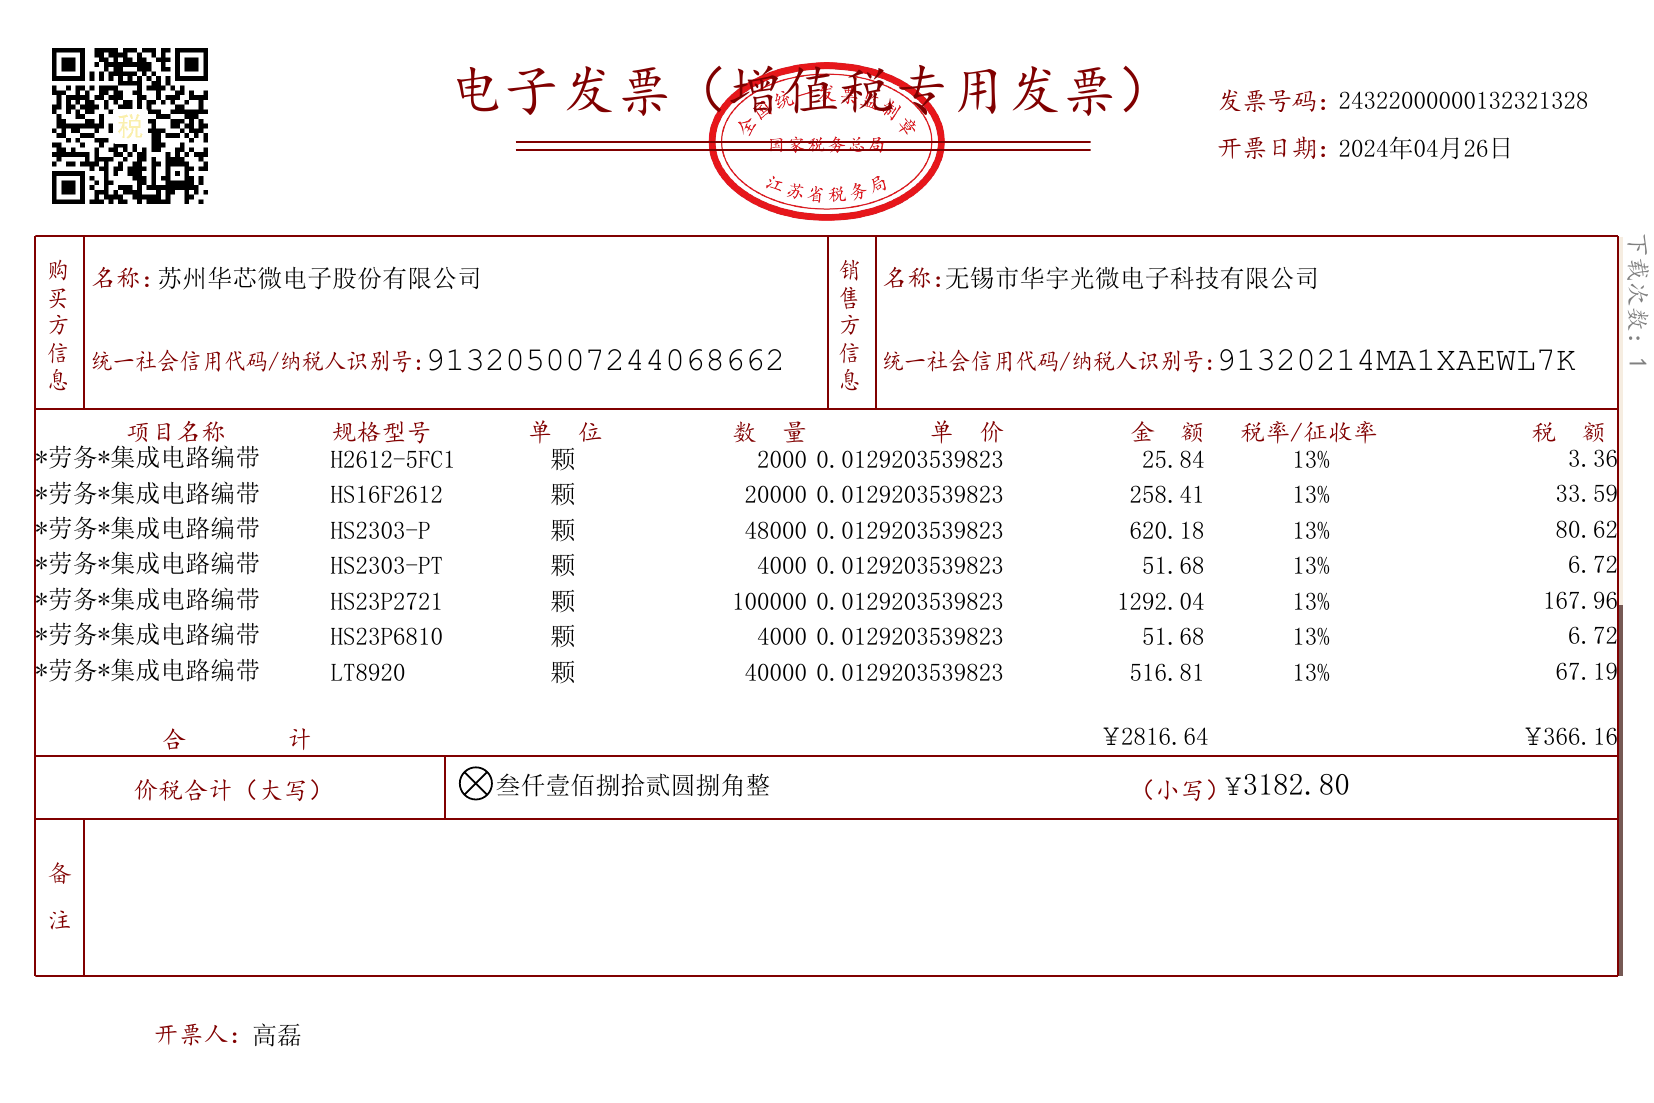 电子发票（增值税专用发票）
全国统一发票监制章
国家税务总局
江苏省税务局
税
发票号码：24322000000132321328
开票日期：2024年04月26日
下载次数：1
购买方信息
名称：苏州华芯微电子股份有限公司
统一社会信用代码/纳税人识别号：913205007244068662
销售方信息
名称：无锡市华宇光微电子科技有限公司
统一社会信用代码/纳税人识别号：91320214MA1XAEWL7K
项目名称 规格型号 单 位 数 量 单 价 金 额 税率/征收率 税 额
*劳务*集成电路编带 H2612-5FC1 颗 2000 0.0129203539823 25.84 13% 3.36
*劳务*集成电路编带 HS16F2612 颗 20000 0.0129203539823 258.41 13% 33.59
*劳务*集成电路编带 HS2303-P 颗 48000 0.0129203539823 620.18 13% 80.62
*劳务*集成电路编带 HS2303-PT 颗 4000 0.0129203539823 51.68 13% 6.72
*劳务*集成电路编带 HS23P2721 颗 100000 0.0129203539823 1292.04 13% 167.96
*劳务*集成电路编带 HS23P6810 颗 4000 0.0129203539823 51.68 13% 6.72
*劳务*集成电路编带 LT8920 颗 40000 0.0129203539823 516.81 13% 67.19
合 计 ¥2816.64 ¥366.16
价税合计（大写） ⊗叁仟壹佰捌拾贰圆捌角整 （小写）¥3182.80
备注
开票人：高磊